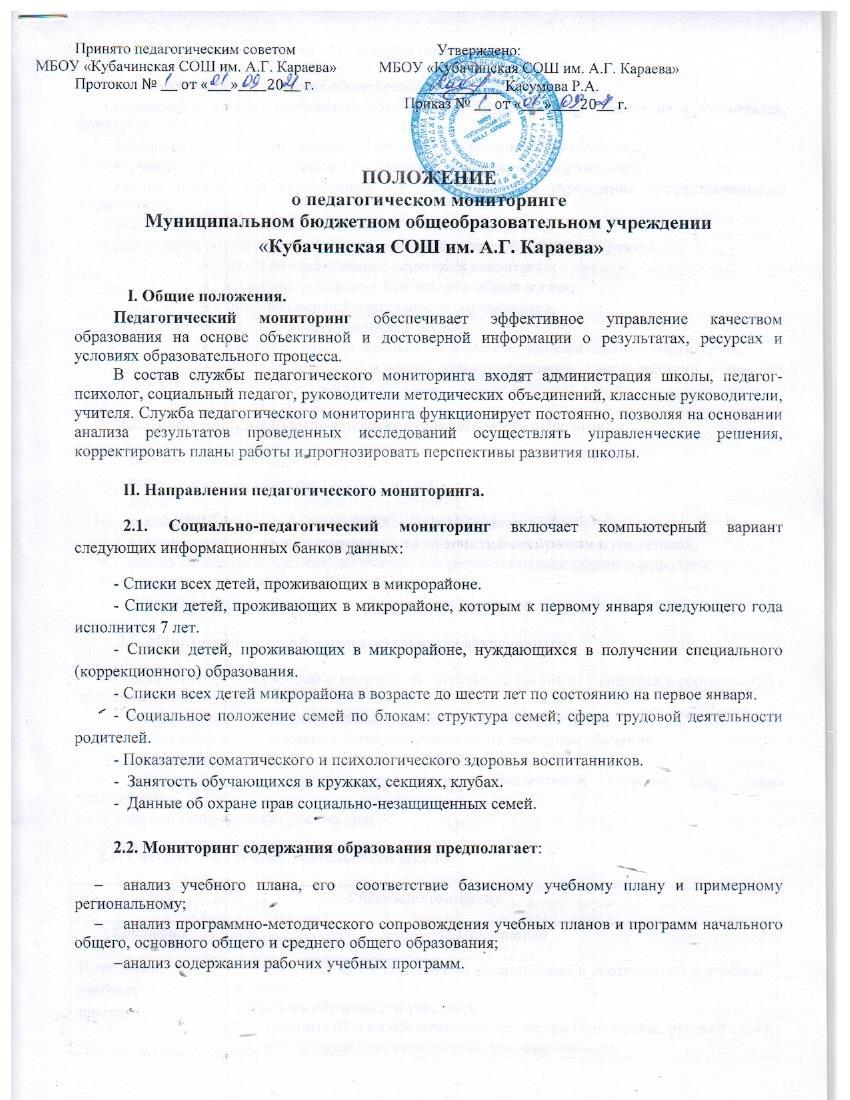 Принято педагогическим советом
МБОУ «Кубачинская СОШ им. А.Г. Караева»
Протокол № 1 от «01» 09 2021 г.
Утверждено:
МБОУ «Кубачинская СОШ им. А.Г. Караева»
Касумова Р.А.
Приказ № 1 от «01» 09 20 г.
ПОЛОЖЕНИЕ
о педагогическом мониторинге
Муниципальном бюджетном общеобразовательном учреждении
«Кубачинская СОШ им. А.Г. Караева»
I. Общие положения.
Педагогический мониторинг обеспечивает эффективное управление качеством
образования на основе объективной и достоверной информации о результатах, ресурсах и
условиях образовательного процесса.
В состав службы педагогического мониторинга входят администрация школы, педагог-
психолог, социальный педагог, руководители методических объединений, классные руководители,
учителя. Служба педагогического мониторинга функционирует постоянно, позволяя на основании
анализа результатов проведенных исследований осуществлять управленческие решения,
корректировать планы работы и прогнозировать перспективы развития школы.
II. Направления педагогического мониторинга.
2.1. Социально-педагогический мониторинг включает компьютерный вариант
следующих информационных банков данных:
- Списки всех детей, проживающих в микрорайоне.
- Списки детей, проживающих в микрорайоне, которым к первому января следующего года
исполнится 7 лет.
- Списки детей, проживающих в микрорайоне, нуждающихся в получении специального
(коррекционного) образования.
- Списки всех детей микрорайона в возрасте до шести лет по состоянию на первое января.
- Социальное положение семей по блокам: структура семей; сфера трудовой деятельности
родителей.
- Показатели соматического и психологического здоровья воспитанников.
- Занятость обучающихся в кружках, секциях, клубах.
- Данные об охране прав социально-незащищенных семей.
2.2. Мониторинг содержания образования предполагает:
– анализ учебного плана, его соответствие базисному учебному плану и примерному
региональному;
– анализ программно-методического сопровождения учебных планов и программ начального
общего, основного общего и среднего общего образования;
–анализ содержания рабочих учебных программ.